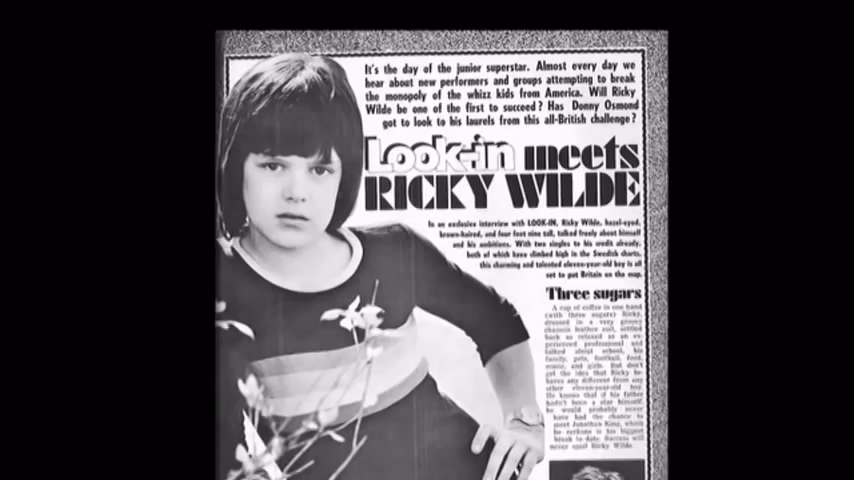 It's the day of the junior superstar. Almost every day we
hear about new performers and groups attempting to break
the monopoly of the whizz kids from America. Will Ricky
Wilde be one of the first to succeed? Has Donny Osmond
got to look to his laurels from this all-British challenge?
Look-in meets
RICKY WILDE
In an exclusive interview with LOOK-IN, Ricky Wilde, hazel-eyed,
brown-haired, and four foot nine tall, talked freely about himself
and his ambitions. With two singles to his credit already,
both of which have climbed high in the Swedish charts,
this charming and talented eleven-year-old boy is all
set to put Britain on the map.
Three sugars
A cup of coffee in one hand
(with three sugars) Ricky,
dressed in a very groovy
chamois leather suit, settled
back as relaxed as an ex-
perienced professional and
talked about school, his
family, pets, football, food,
music, and girls. But don't
get the idea that Ricky be-
haves any different from any
other eleven-year-old boy.
He knows that if his father
hadn't been a star himself,
he would probably never
have had the chance to
meet Jonathan King, which
he reckons is his biggest
break to date. Success will
never spoil Ricky Wilde